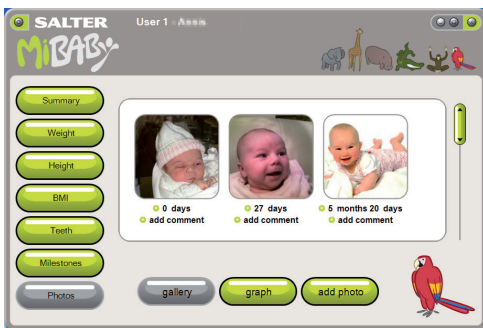 SALTER
User 1 -
MiBABy
Summary
Weight
Height
BMI
Teeth
Milestones
Photos
0 days
add comment
27 days
add comment
5 months 20 days
add comment
gallery
graph
add photo